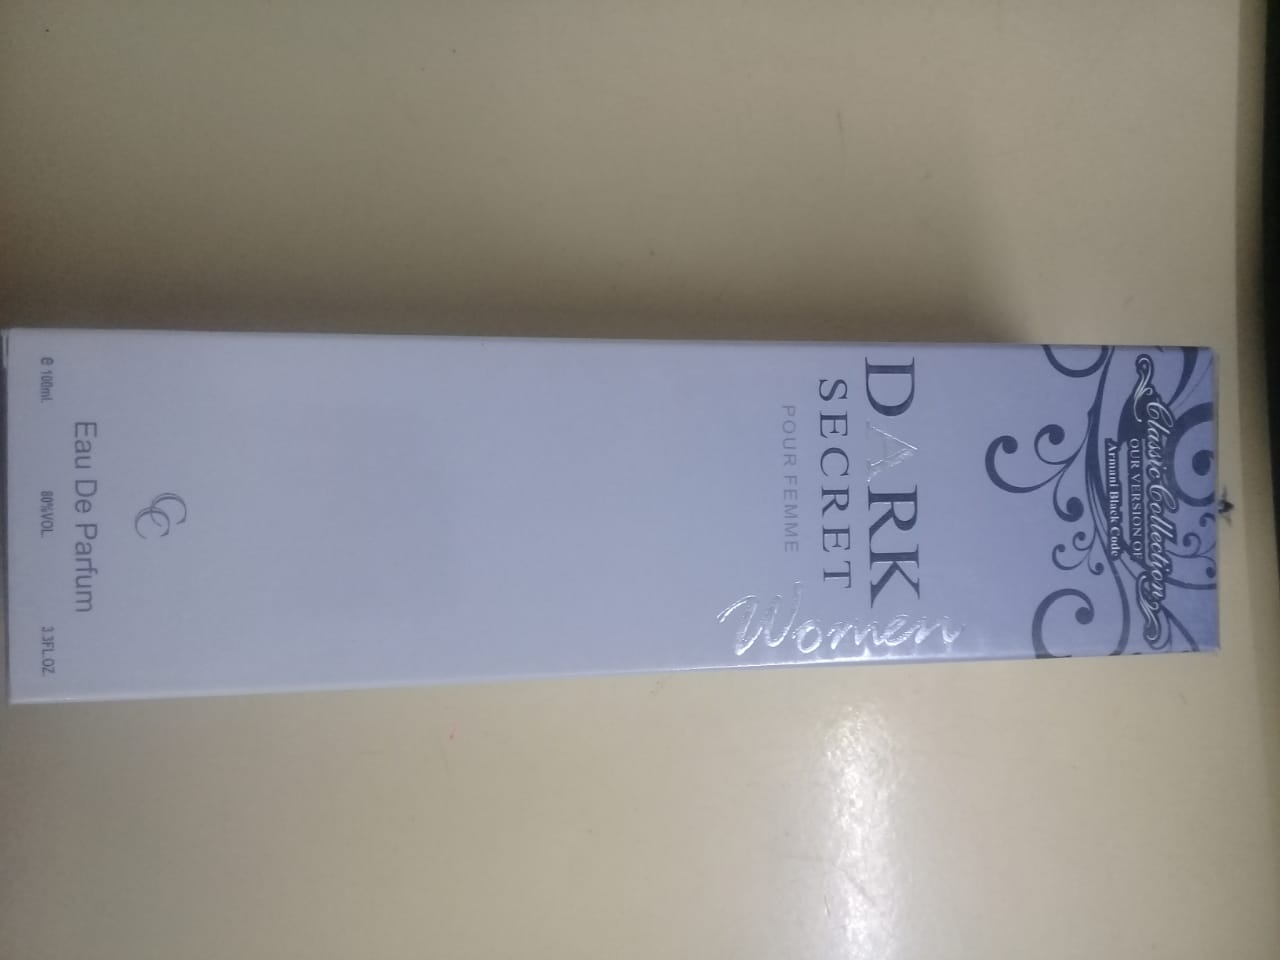 Classic Collection
OUR VERSION OF
Armani Black Code
DARK
SECRET
POUR FEMME
Women
CC
Eau De Parfum
e 100mL 80%VOL 3.3FL.OZ